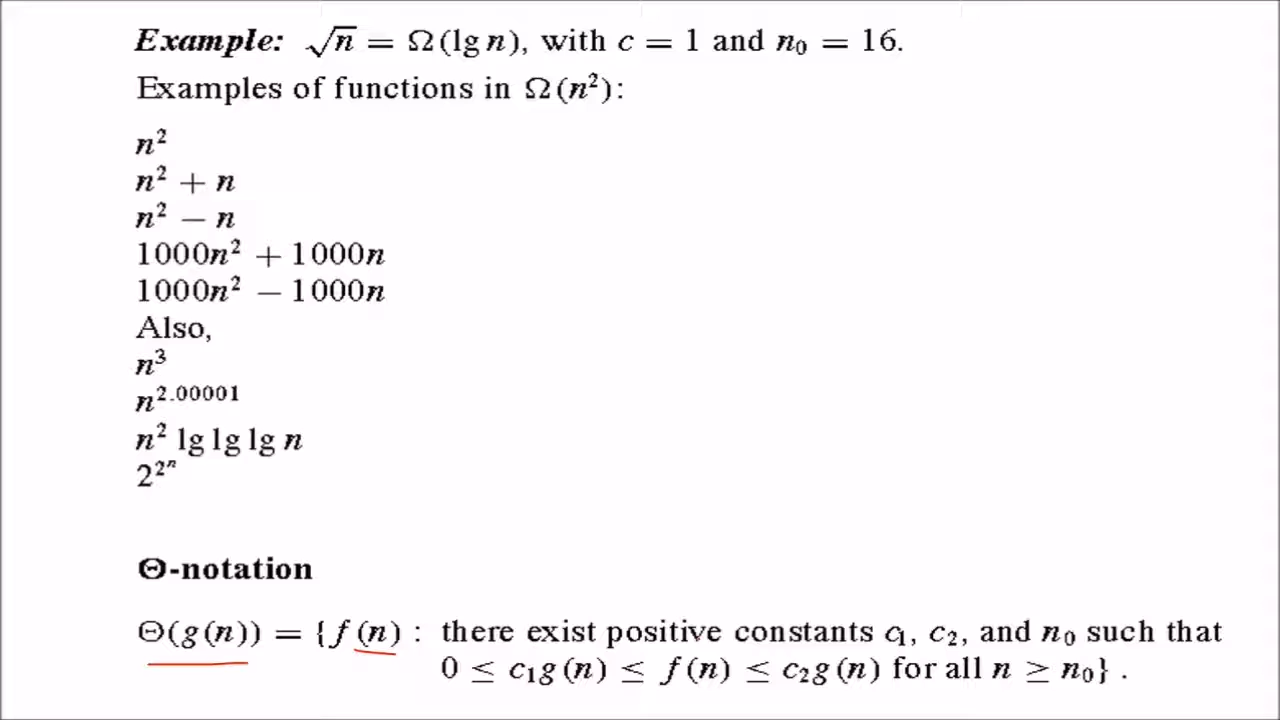 Example: √n = Ω(lg n), with c = 1 and n₀ = 16.
Examples of functions in Ω(n²):
n²
n² + n
n² − n
1000n² + 1000n
1000n² − 1000n
Also,
n³
n^2.00001
n² lg lg lg n
2^2^n
Θ-notation
Θ(g(n)) = {f(n) : there exist positive constants c₁, c₂, and n₀ such that
0 ≤ c₁g(n) ≤ f(n) ≤ c₂g(n) for all n ≥ n₀} .